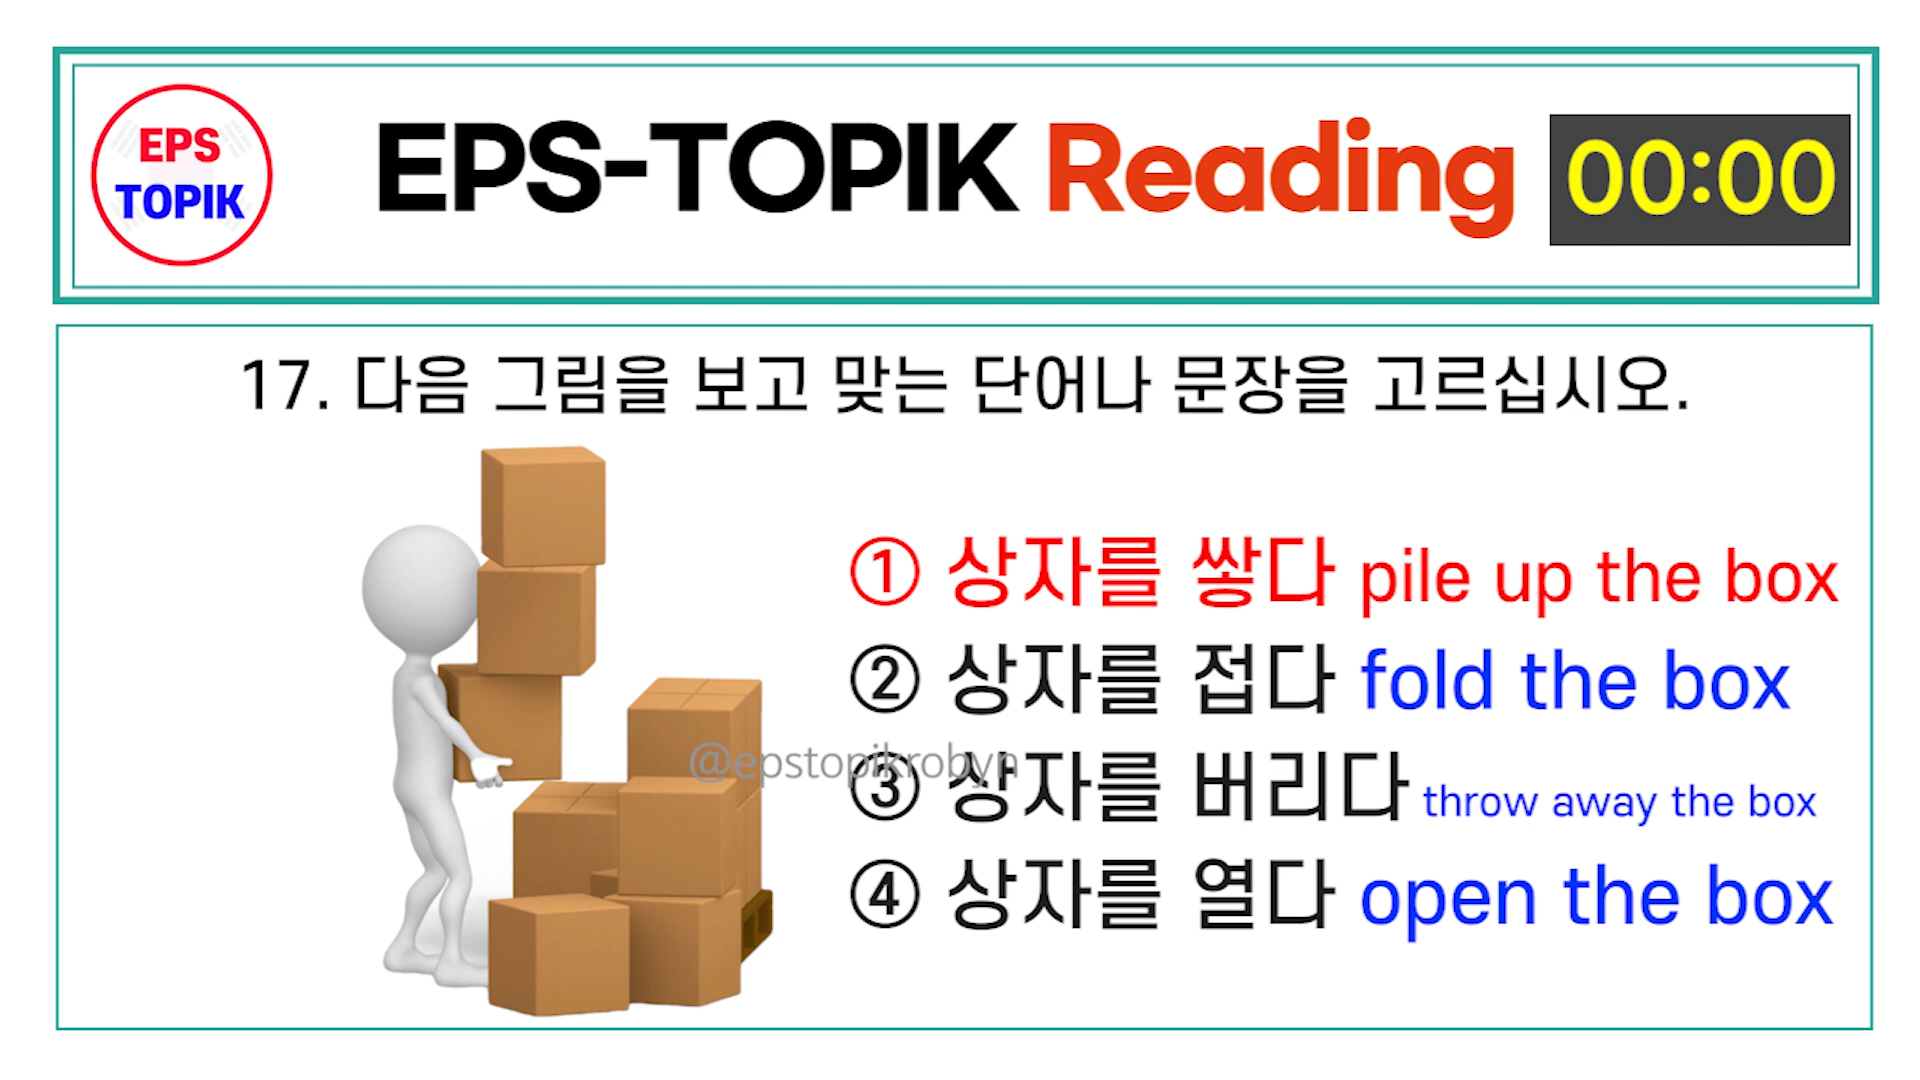 EPS
TOPIK
EPS-TOPIK Reading
00:00
17. 다음 그림을 보고 맞는 단어나 문장을 고르십시오.
① 상자를 쌓다 pile up the box
② 상자를 접다 fold the box
@epstopikrobyn
③ 상자를 버리다 throw away the box
④ 상자를 열다 open the box